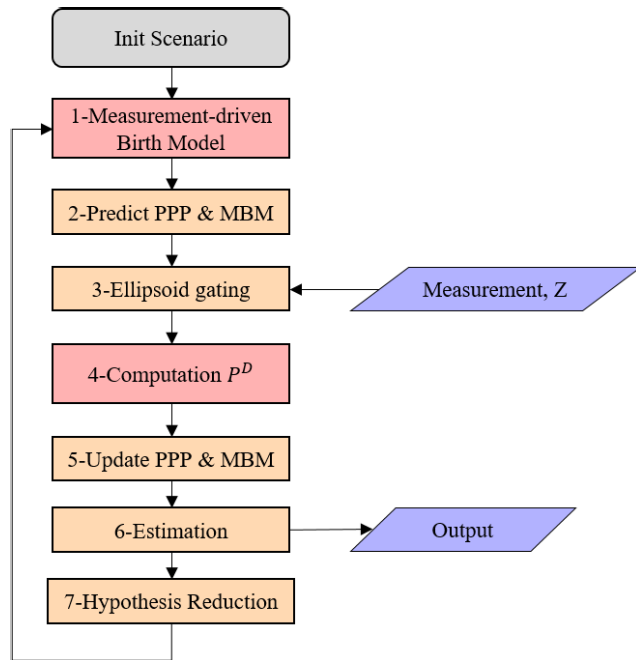 Init Scenario
1-Measurement-driven
Birth Model
2-Predict PPP & MBM
3-Ellipsoid gating
Measurement, Z
4-Computation P^D
5-Update PPP & MBM
6-Estimation
Output
7-Hypothesis Reduction